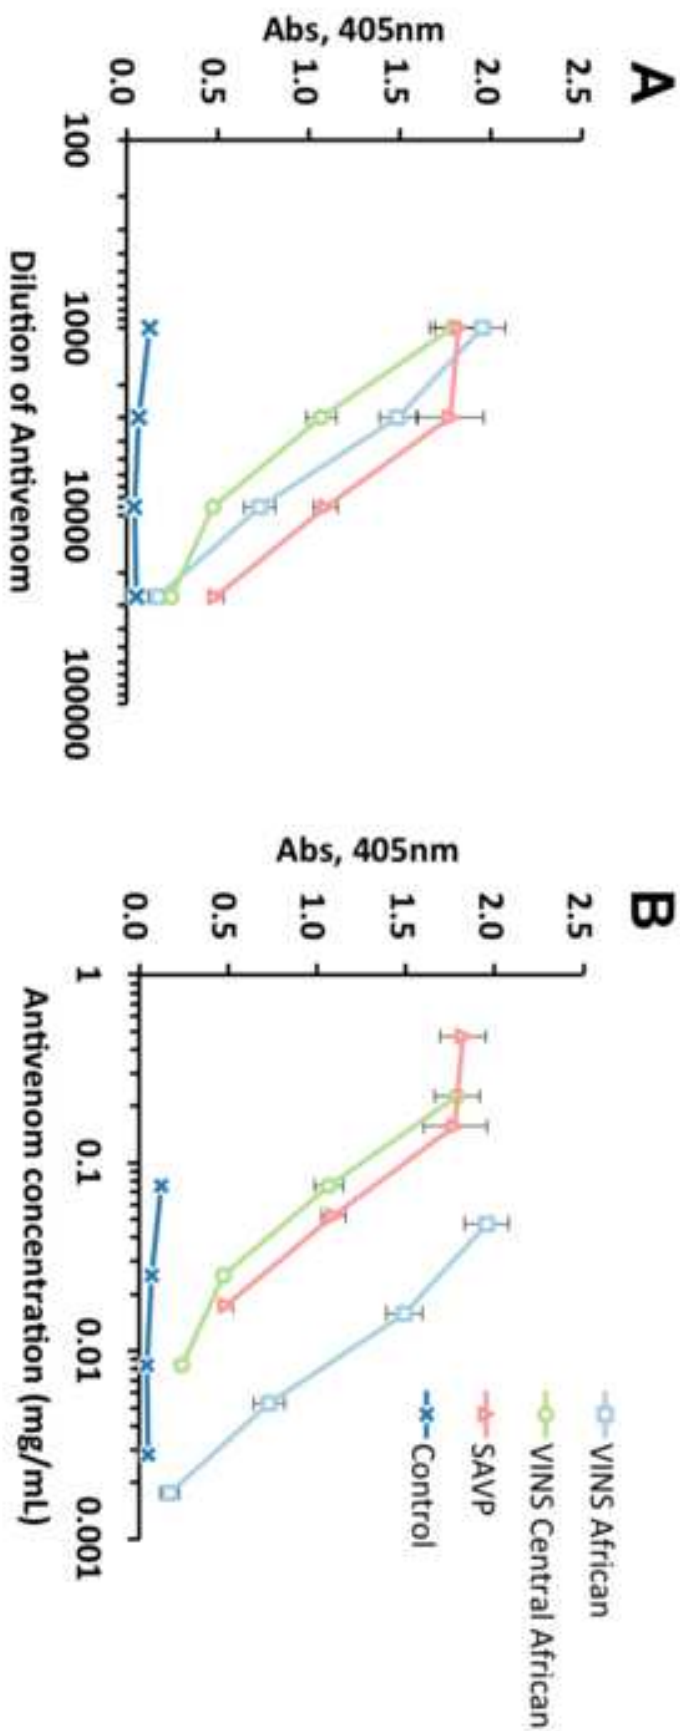 A
Abs, 405nm
2.5
2.0
1.5
1.0
0.5
0.0
100
1000
10000
100000
Dilution of Antivenom
B
Abs, 405nm
2.5
2.0
1.5
1.0
0.5
0.0
1
0.1
0.01
0.001
Antivenom concentration (mg/mL)
VINS African
VINS Central African
SAVP
Control